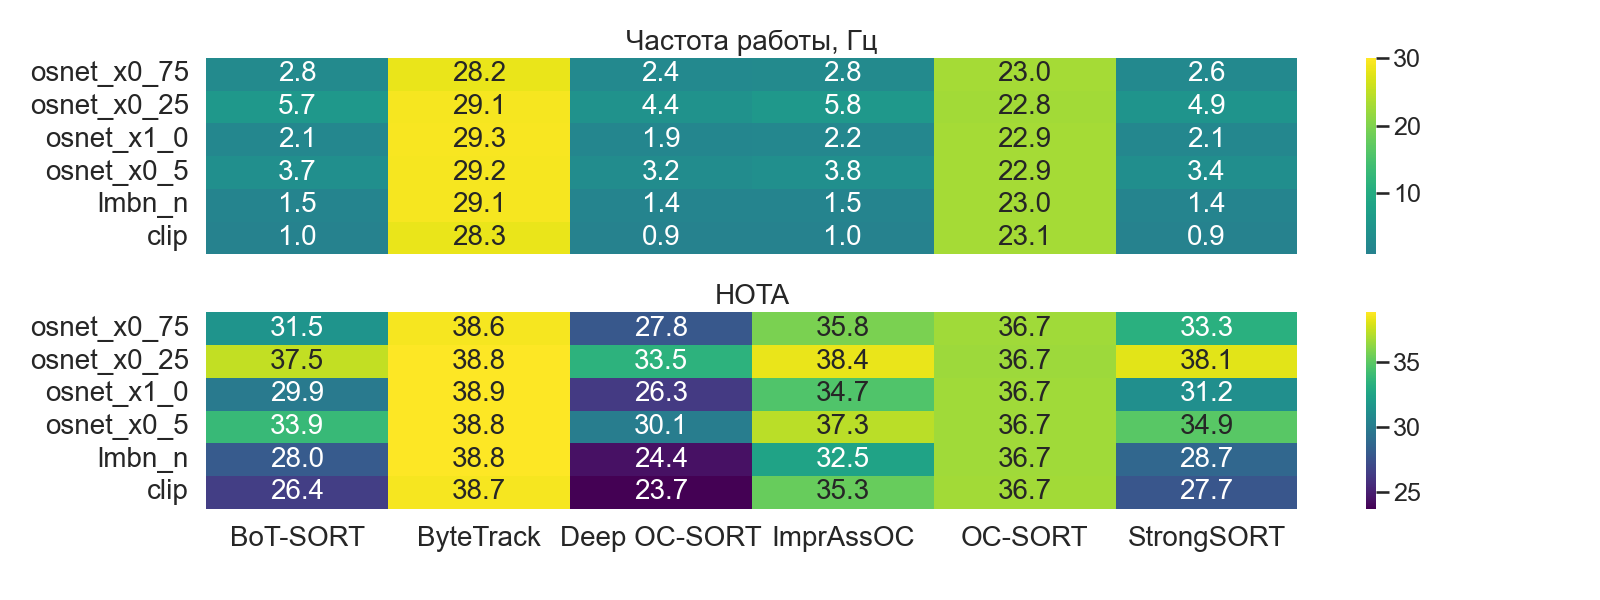 Частота работы, Гц
osnet_x0_75 2.8 28.2 2.4 2.8 23.0 2.6
osnet_x0_25 5.7 29.1 4.4 5.8 22.8 4.9
osnet_x1_0 2.1 29.3 1.9 2.2 22.9 2.1
osnet_x0_5 3.7 29.2 3.2 3.8 22.9 3.4
lmbn_n 1.5 29.1 1.4 1.5 23.0 1.4
clip 1.0 28.3 0.9 1.0 23.1 0.9
30
20
10
HOTA
osnet_x0_75 31.5 38.6 27.8 35.8 36.7 33.3
osnet_x0_25 37.5 38.8 33.5 38.4 36.7 38.1
osnet_x1_0 29.9 38.9 26.3 34.7 36.7 31.2
osnet_x0_5 33.9 38.8 30.1 37.3 36.7 34.9
lmbn_n 28.0 38.8 24.4 32.5 36.7 28.7
clip 26.4 38.7 23.7 35.3 36.7 27.7
35
30
25
BoT-SORT ByteTrack Deep OC-SORT ImprAssOC OC-SORT StrongSORT